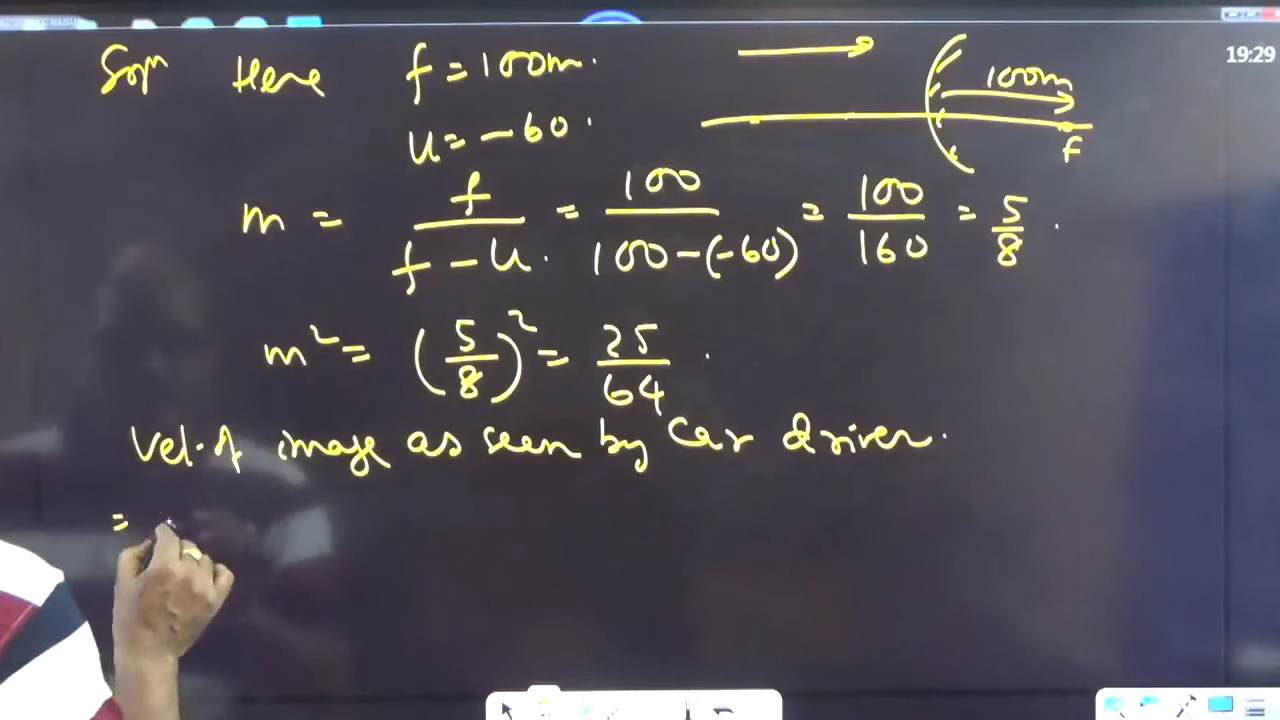 Soln Here f = 100m.
u = -60.
19:29
100m
f
m = f / f - u. = 100 / 100 - (-60) = 100 / 160 = 5 / 8.
m² = (5 / 8)² = 25 / 64.
Vel. of image as seen by car driver.
=